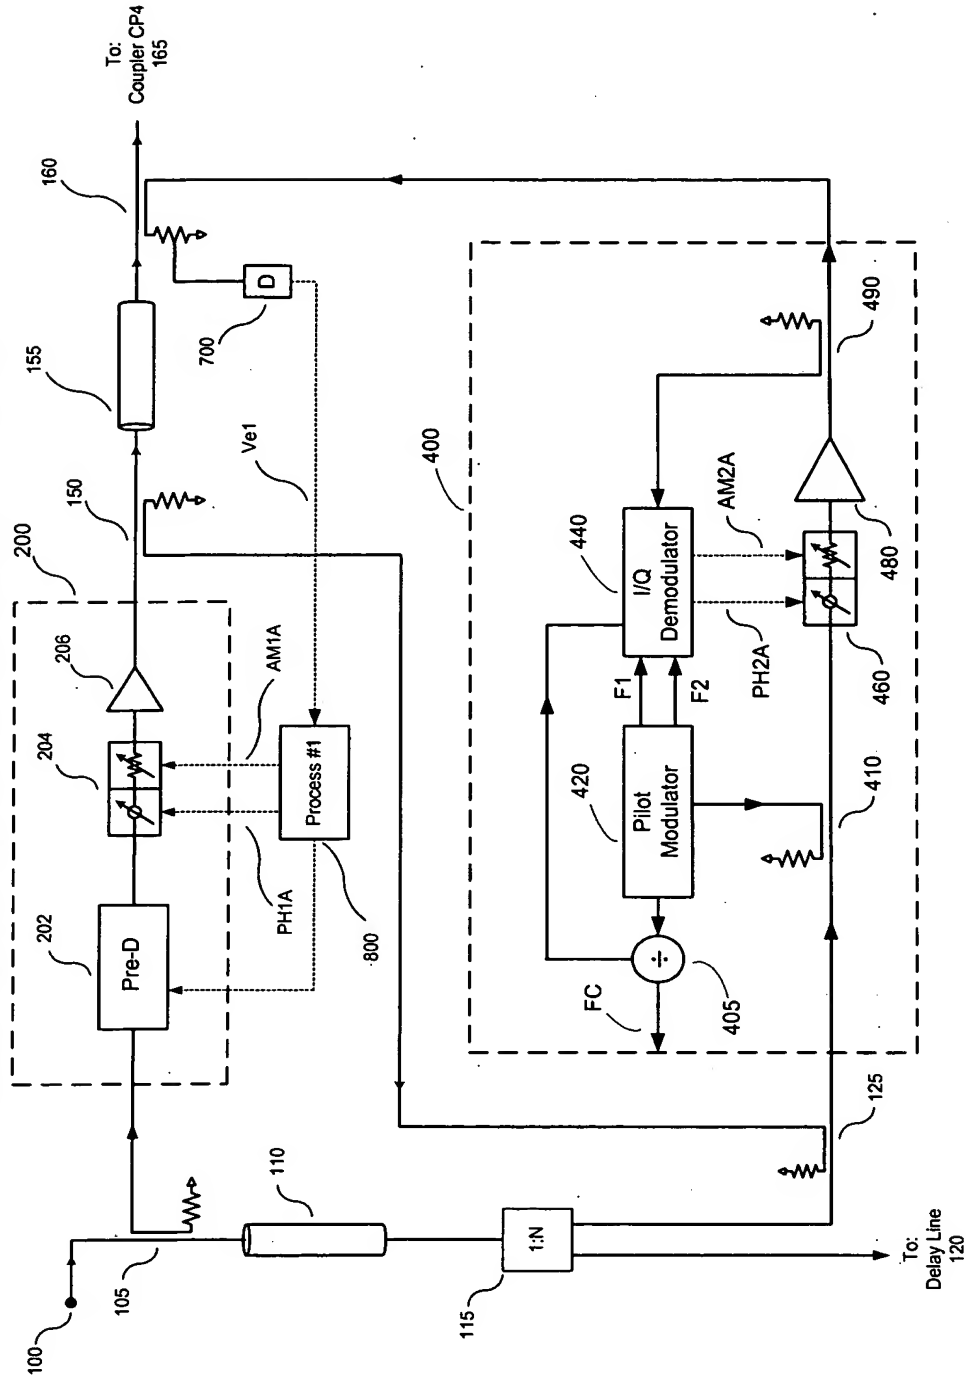 To:
Coupler CP4
165
160
155
150
200
206
204
202
Pre-D
D
700
Ve1
AM1A
PH1A
Process #1
800
400
490
440
I/Q
Demodulator
AM2A
PH2A
480
460
F1
F2
420
Pilot
Modulator
410
÷
405
FC
125
110
105
100
115
1:N
To:
Delay Line
120